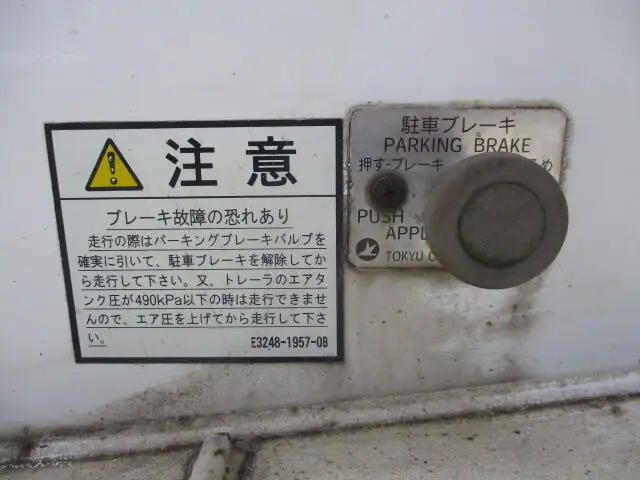 注意
ブレーキ故障の恐れあり
走行の際はパーキングブレーキバルブを
確実に引いて、駐車ブレーキを解除してか
ら走行して下さい。又、トレーラのエアタ
ンク圧が490kPa以下の時は走行できませ
んので、エア圧を上げてから走行して下さ
い。
E3248-1957-0B
駐車ブレーキ
PARKING BRAKE
押す-ブレーキ
PUSH
TOKYU